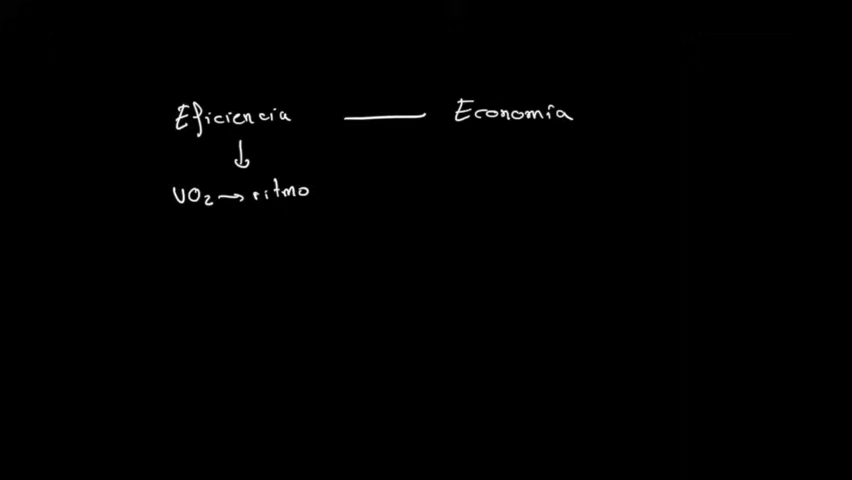 Eficiencia — Economía
↓
VO₂ → ritmo